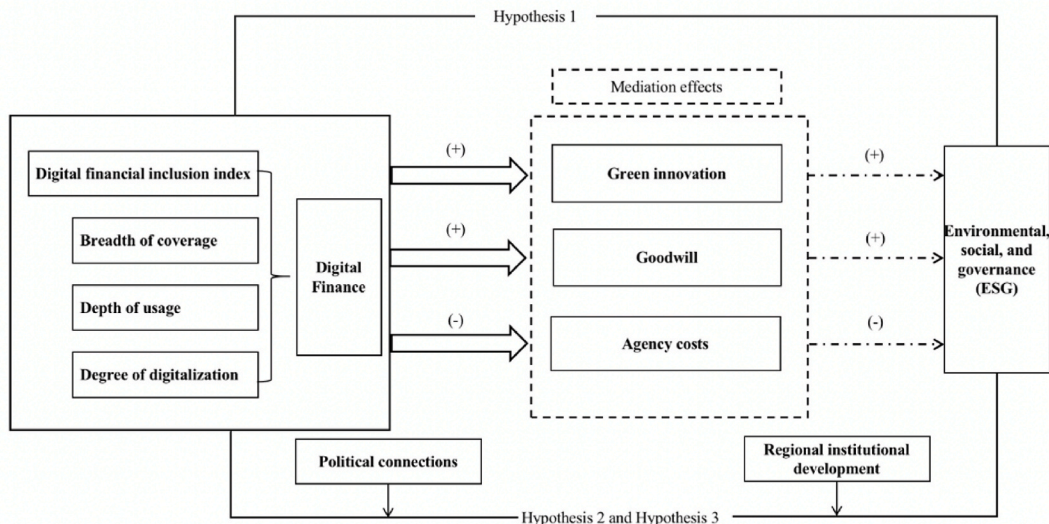 Hypothesis 1
Mediation effects
Digital financial inclusion index
Breadth of coverage
Depth of usage
Degree of digitalization
Digital
Finance
(+)
(+)
(-)
Green innovation
Goodwill
Agency costs
(+)
(+)
(-)
Environmental,
social, and
governance
(ESG)
Political connections
Regional institutional
development
Hypothesis 2 and Hypothesis 3